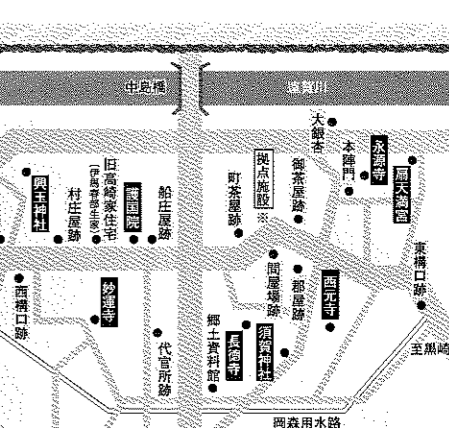 中島橋
遠賀川
大銀杏
本陣門
永源寺
扇天満宮
御茶屋跡
拠点施設
※
町茶屋跡
船庄屋跡
護国院
旧高崎家住宅
(伊馬春部生家)
村庄屋跡
興玉神社
東構口跡
西元寺
郡屋跡
問屋場跡
西構口跡
妙運寺
代官所跡
郷土資料館
長徳寺
須賀神社
至黒崎
岡森用水路